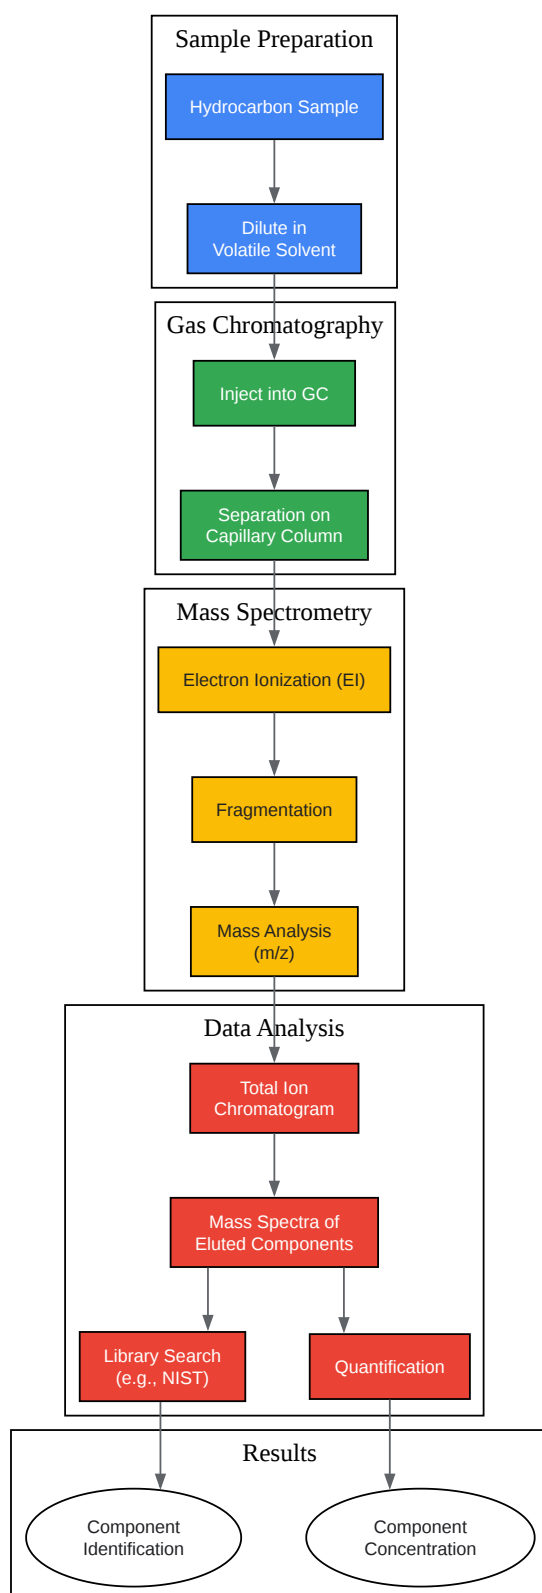 Sample Preparation
Hydrocarbon Sample
Dilute in
Volatile Solvent
Gas Chromatography
Inject into GC
Separation on
Capillary Column
Mass Spectrometry
Electron Ionization (EI)
Fragmentation
Mass Analysis
(m/z)
Data Analysis
Total Ion
Chromatogram
Mass Spectra of
Eluted Components
Library Search
(e.g., NIST)
Quantification
Results
Component
Identification
Component
Concentration